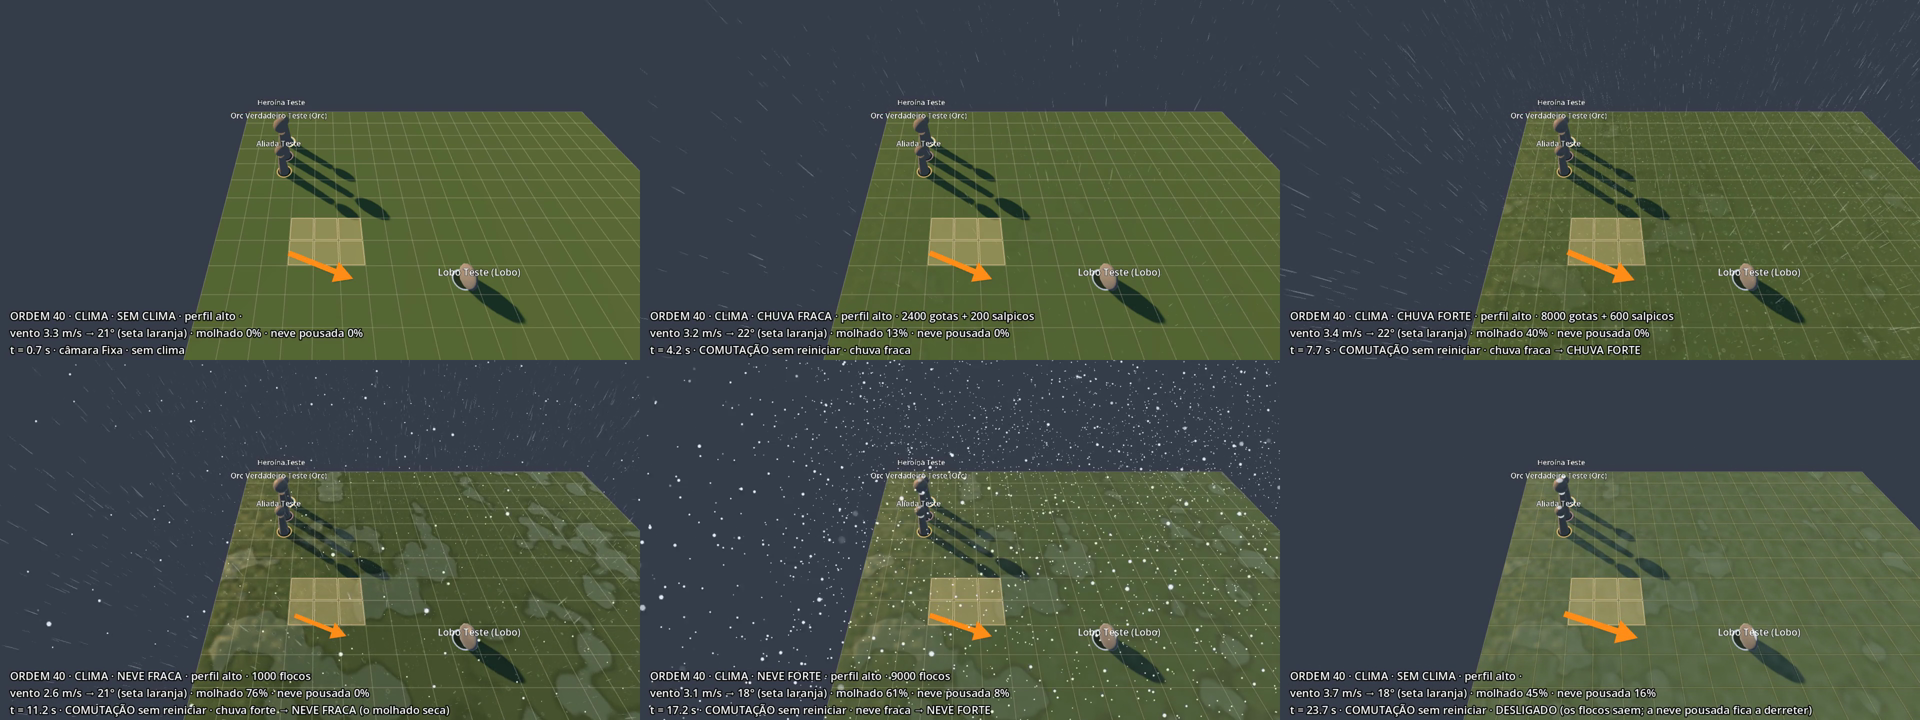 Heroína Teste
Orc Verdadeiro Teste (Orc)
Aliada Teste
Lobo Teste (Lobo)
ORDEM 40 · CLIMA · SEM CLIMA · perfil alto ·
vento 3.3 m/s → 21° (seta laranja) · molhado 0% · neve pousada 0%
t = 0.7 s · câmara Fixa · sem clima
Heroína Teste
Orc Verdadeiro Teste (Orc)
Aliada Teste
Lobo Teste (Lobo)
ORDEM 40 · CLIMA · CHUVA FRACA · perfil alto · 2400 gotas + 200 salpicos
vento 3.2 m/s → 22° (seta laranja) · molhado 13% · neve pousada 0%
t = 4.2 s · COMUTAÇÃO sem reiniciar · chuva fraca
Heroína Teste
Orc Verdadeiro Teste (Orc)
Aliada Teste
Lobo Teste (Lobo)
ORDEM 40 · CLIMA · CHUVA FORTE · perfil alto · 8000 gotas + 600 salpicos
vento 3.4 m/s → 22° (seta laranja) · molhado 40% · neve pousada 0%
t = 7.7 s · COMUTAÇÃO sem reiniciar · chuva fraca → CHUVA FORTE
Heroína Teste
Orc Verdadeiro Teste (Orc)
Aliada Teste
Lobo Teste (Lobo)
ORDEM 40 · CLIMA · NEVE FRACA · perfil alto · 1000 flocos
vento 2.6 m/s → 21° (seta laranja) · molhado 76% · neve pousada 0%
t = 11.2 s · COMUTAÇÃO sem reiniciar · chuva forte → NEVE FRACA (o molhado seca)
Heroína Teste
Orc Verdadeiro Teste (Orc)
Aliada Teste
Lobo Teste (Lobo)
ORDEM 40 · CLIMA · NEVE FORTE · perfil alto · 9000 flocos
vento 3.1 m/s → 18° (seta laranja) · molhado 61% · neve pousada 8%
t = 17.2 s · COMUTAÇÃO sem reiniciar · neve fraca → NEVE FORTE
Heroína Teste
Orc Verdadeiro Teste (Orc)
Aliada Teste
Lobo Teste (Lobo)
ORDEM 40 · CLIMA · SEM CLIMA · perfil alto ·
vento 3.7 m/s → 18° (seta laranja) · molhado 45% · neve pousada 16%
t = 23.7 s · COMUTAÇÃO sem reiniciar · DESLIGADO (os flocos saem; a neve pousada fica a derreter)